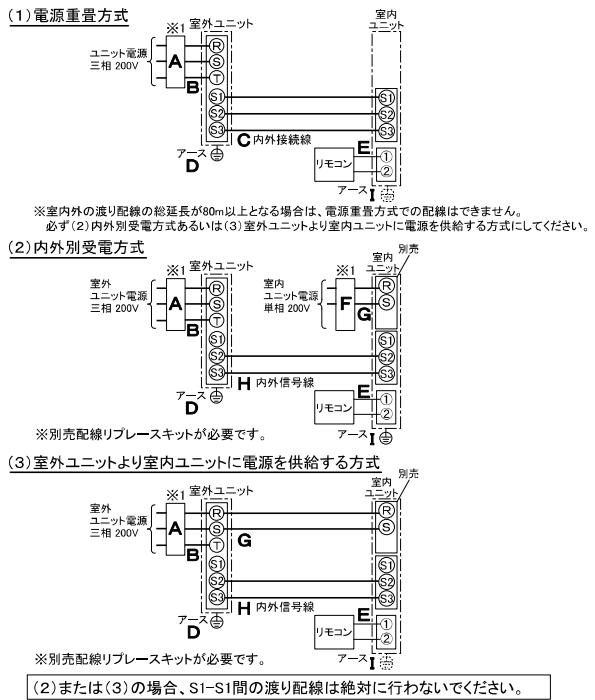 (1)電源重畳方式
室外ユニット
室内
ユニット
※1
ユニット電源
三相 200V
A
B
R
S
T
S1
S2
S3
S1
S2
S3
C 内外接続線
アース
D
E
リモコン
①
②
アース I
※室内外の渡り配線の総延長が80m以上となる場合は、電源重畳方式での配線はできません。
必ず(2)内外別受電方式あるいは(3)室外ユニットより室内ユニットに電源を供給する方式にしてください。
(2)内外別受電方式
室外ユニット
室内
ユニット
別売
※1
※1
室外
ユニット電源
三相 200V
A
B
R
S
T
S1
S2
S3
室内
ユニット電源
単相 200V
F
G
R
S
S1
S2
S3
H 内外信号線
アース
D
E
リモコン
①
②
アース I
※別売配線リプレースキットが必要です。
(3)室外ユニットより室内ユニットに電源を供給する方式
室外ユニット
室内
ユニット
別売
※1
室外
ユニット電源
三相 200V
A
B
R
S
T
S1
S2
S3
G
R
S
S1
S2
S3
H 内外信号線
アース
D
E
リモコン
①
②
アース I
※別売配線リプレースキットが必要です。
(2)または(3)の場合、S1-S1間の渡り配線は絶対に行わないでください。